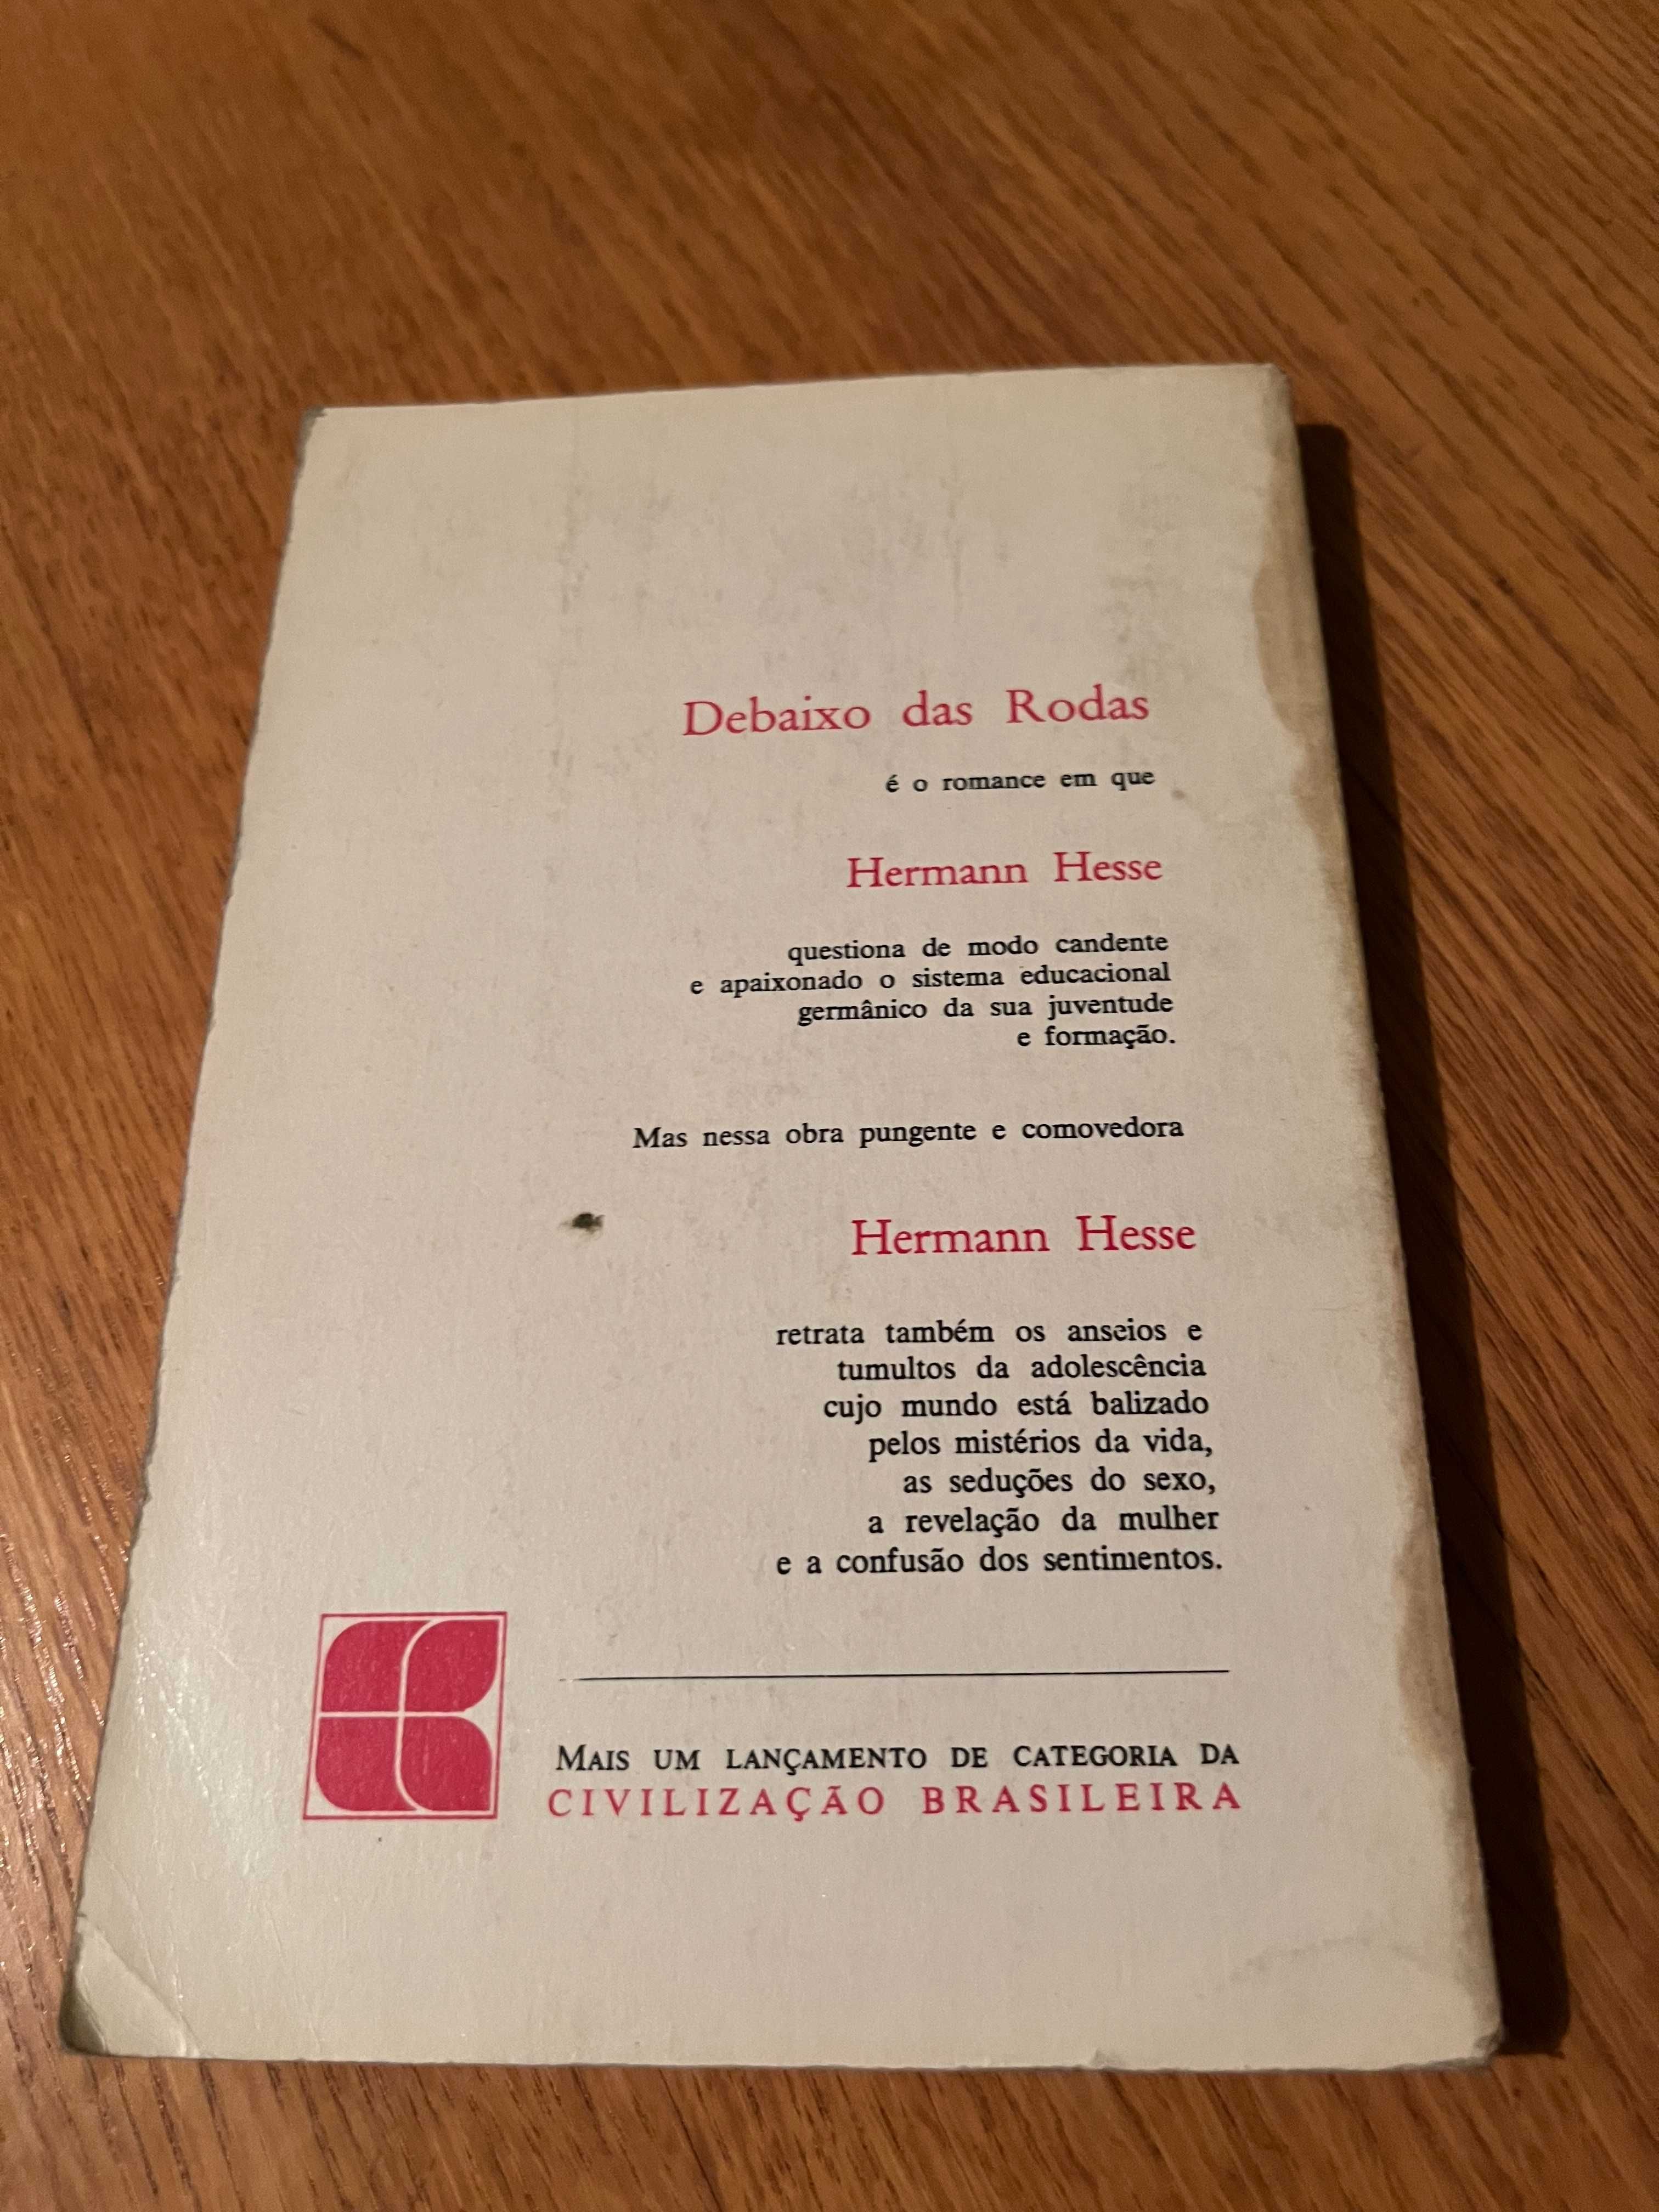 Debaixo das Rodas
é o romance em que
Hermann Hesse
questiona de modo candente
e apaixonado o sistema educacional
germânico da sua juventude
e formação.
Mas nessa obra pungente e comovedora
Hermann Hesse
retrata também os anseios e
tumultos da adolescência
cujo mundo está balizado
pelos mistérios da vida,
as seduções do sexo,
a revelação da mulher
e a confusão dos sentimentos.
MAIS UM LANÇAMENTO DE CATEGORIA DA
CIVILIZAÇÃO BRASILEIRA